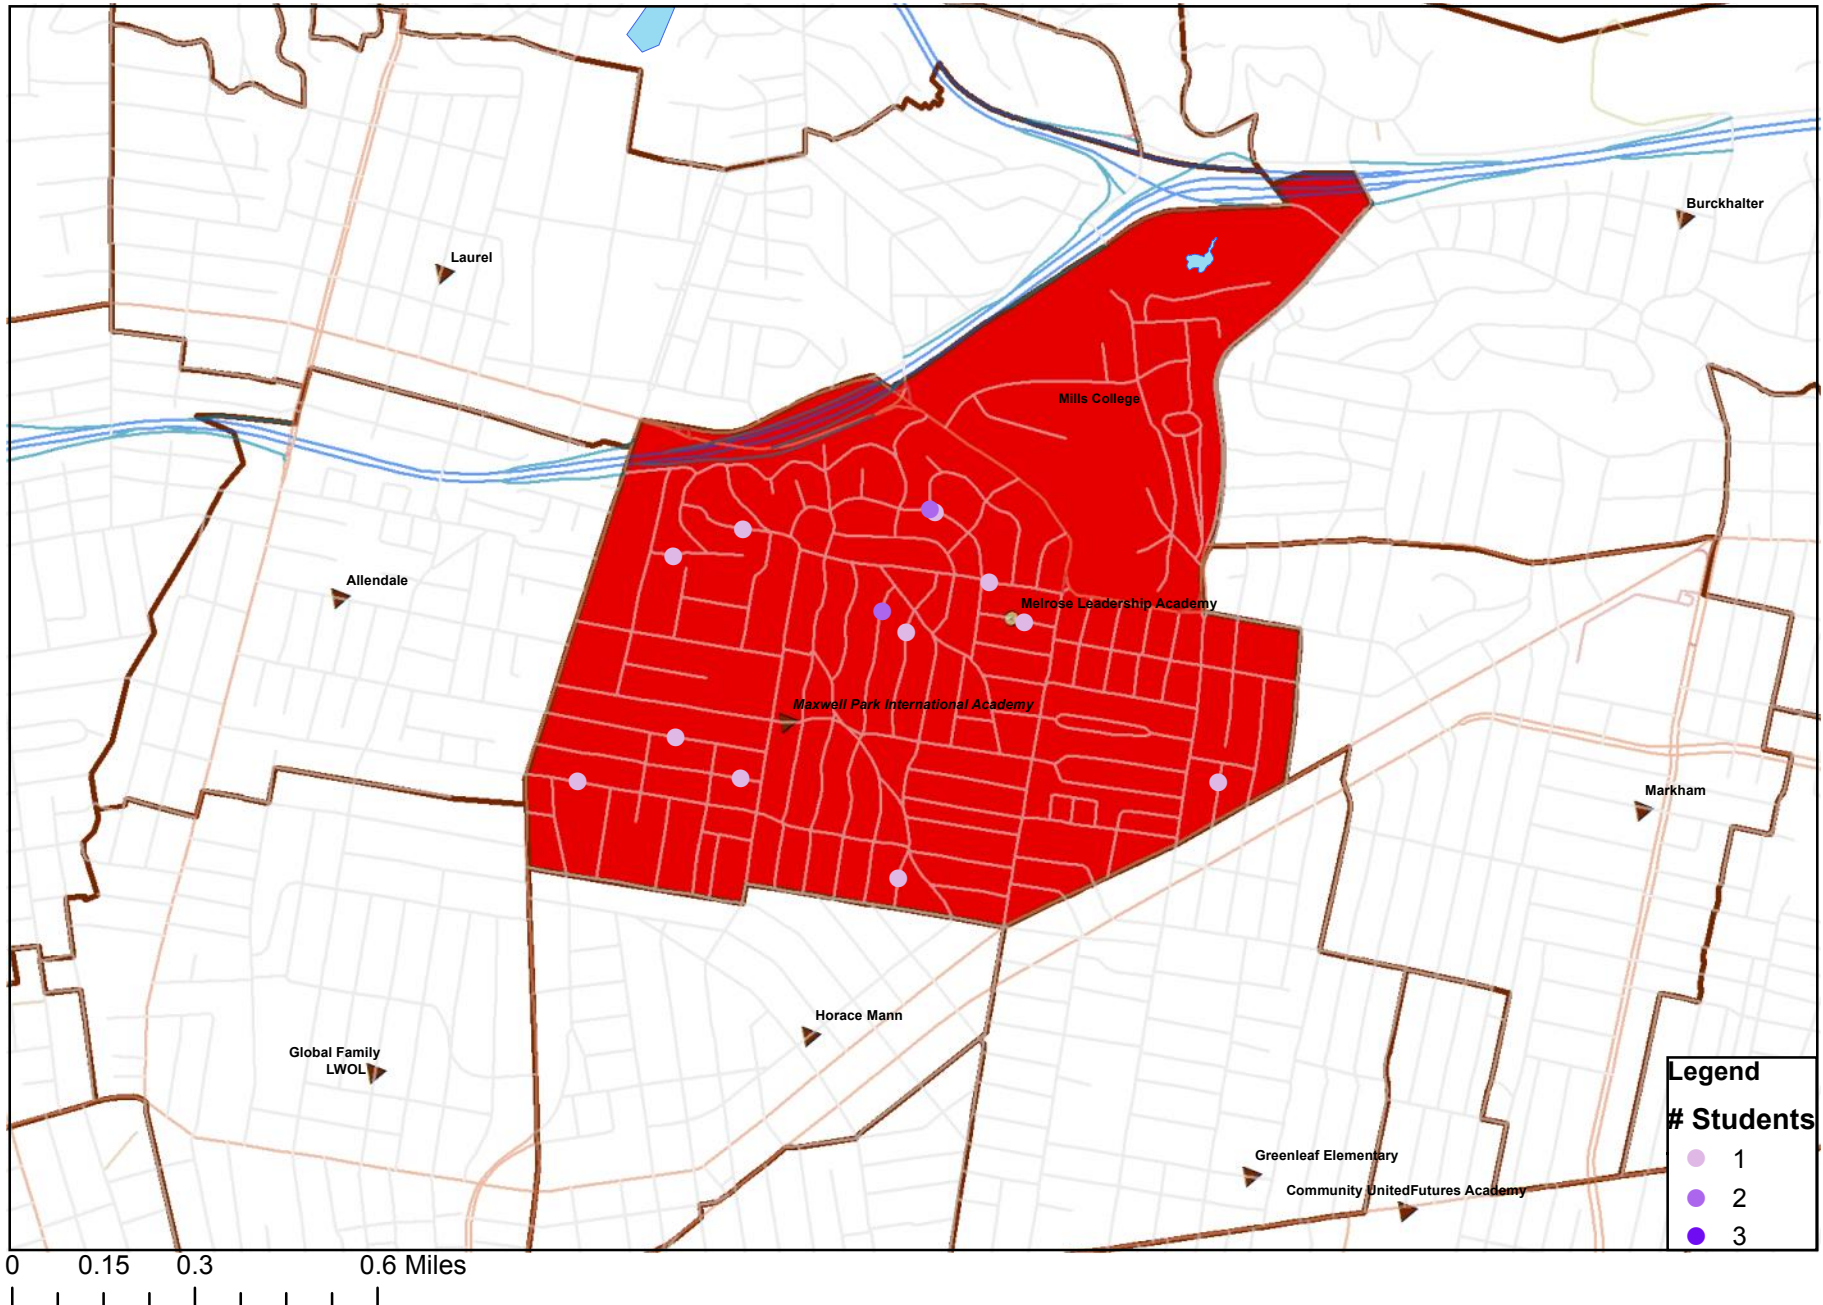 Burckhalter
Laurel
Mills College
Allendale
Melrose Leadership Academy
Maxwell Park International Academy
Markham
Horace Mann
Global Family
LWOL
Greenleaf Elementary
Community UnitedFutures Academy
Legend
# Students
1
2
3
0 0.15 0.3 0.6 Miles